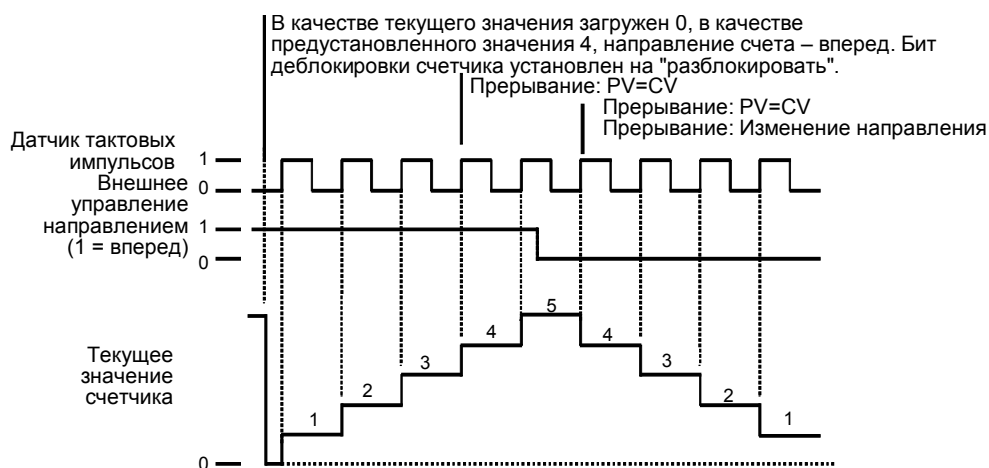 В качестве текущего значения загружен 0, в качестве
предустановленного значения 4, направление счета – вперед. Бит
деблокировки счетчика установлен на "разблокировать".
Прерывание: PV=CV
Прерывание: PV=CV
Прерывание: Изменение направления
Датчик тактовых
импульсов
1
0
Внешнее
управление
направлением
(1 = вперед)
1
0
Текущее
значение
счетчика
0
1
2
3
4
5
4
3
2
1